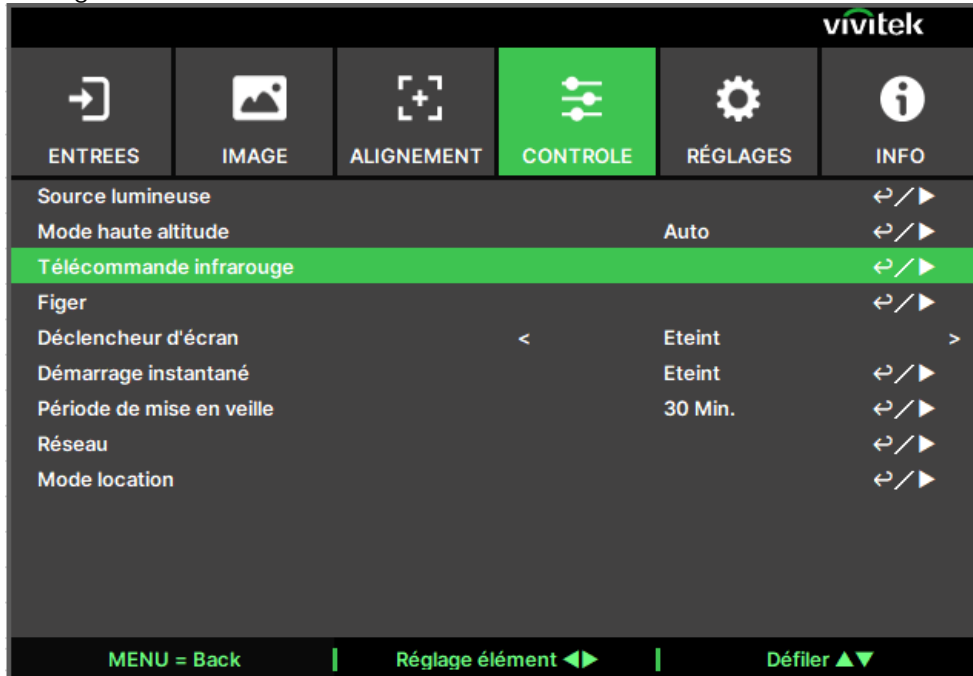 vivitek
ENTREES IMAGE ALIGNEMENT CONTROLE RÉGLAGES INFO
Source lumineuse
Mode haute altitude Auto
Télécommande infrarouge
Figer
Déclencheur d'écran < Eteint >
Démarrage instantané Eteint
Période de mise en veille 30 Min.
Réseau
Mode location
MENU = Back Réglage élément ◀▶ Défiler ▲▼